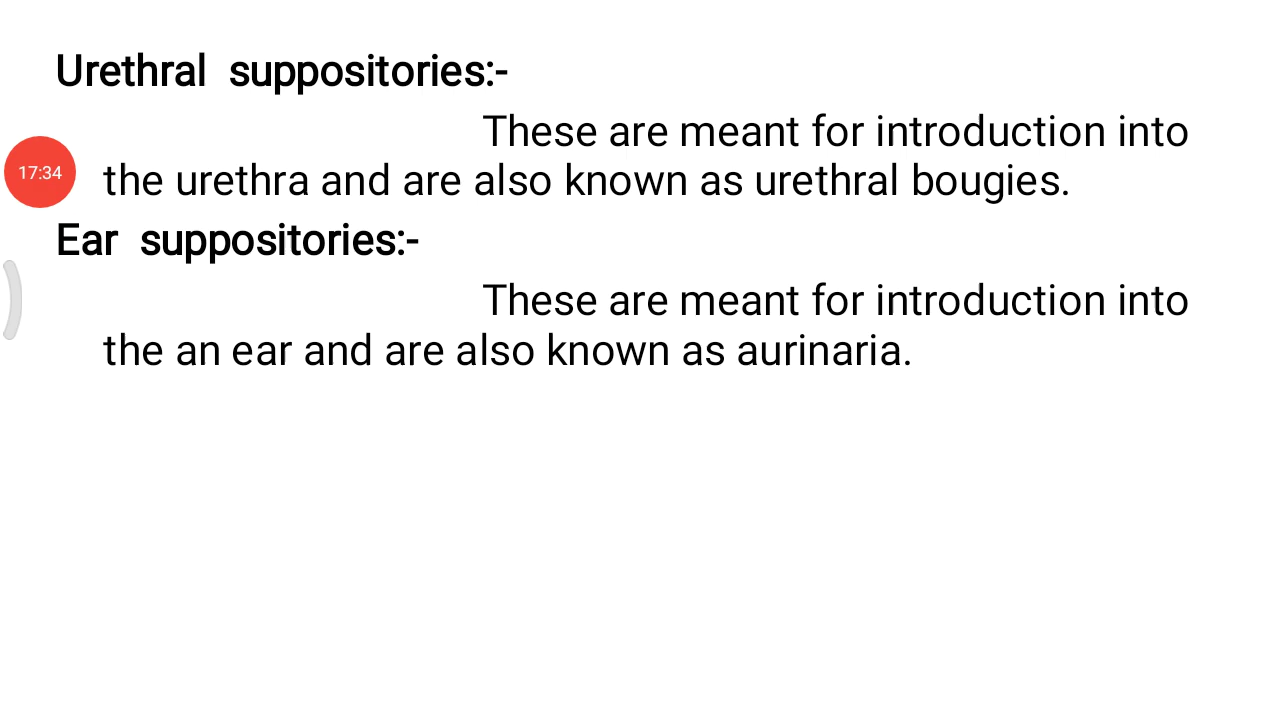 Urethral suppositories:-
These are meant for introduction into
17:34
the urethra and are also known as urethral bougies.
Ear suppositories:-
These are meant for introduction into
the an ear and are also known as aurinaria.